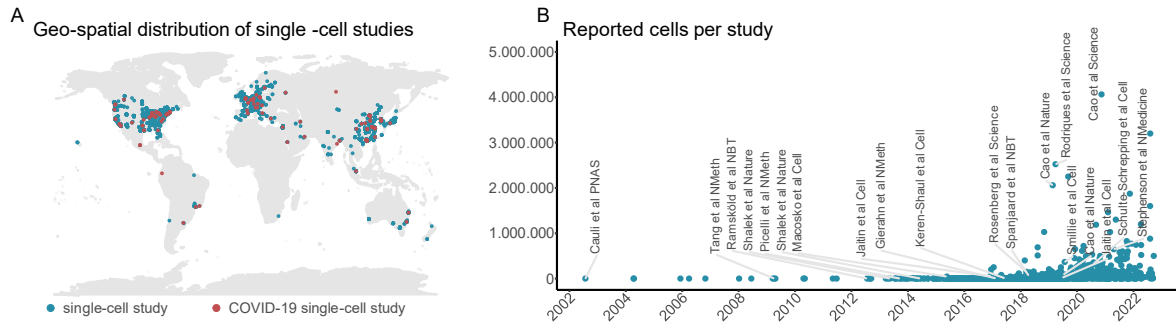 A
Geo-spatial distribution of single -cell studies
single-cell study
COVID-19 single-cell study
B
Reported cells per study
5.000.000
4.000.000
3.000.000
2.000.000
1.000.000
0
Cauli et al PNAS
Tang et al NMeth
Ramsköld et al NBT
Shalek et al Nature
Picelli et al NMeth
Shalek et al Nature
Macosko et al Cell
Jaitin et al Cell
Gierahn et al NMeth
Keren-Shaul et al Cell
Rosenberg et al Science
Spanjaard et al NBT
Cao et al Nature
Rodriques et al Science
Cao et al Science
Smillie et al Cell
Cao et al Nature
Jaitin et al Cell
Schulte-Schrepping et al Cell
Stephenson et al NMedicine
2002
2004
2006
2008
2010
2012
2014
2016
2018
2020
2022